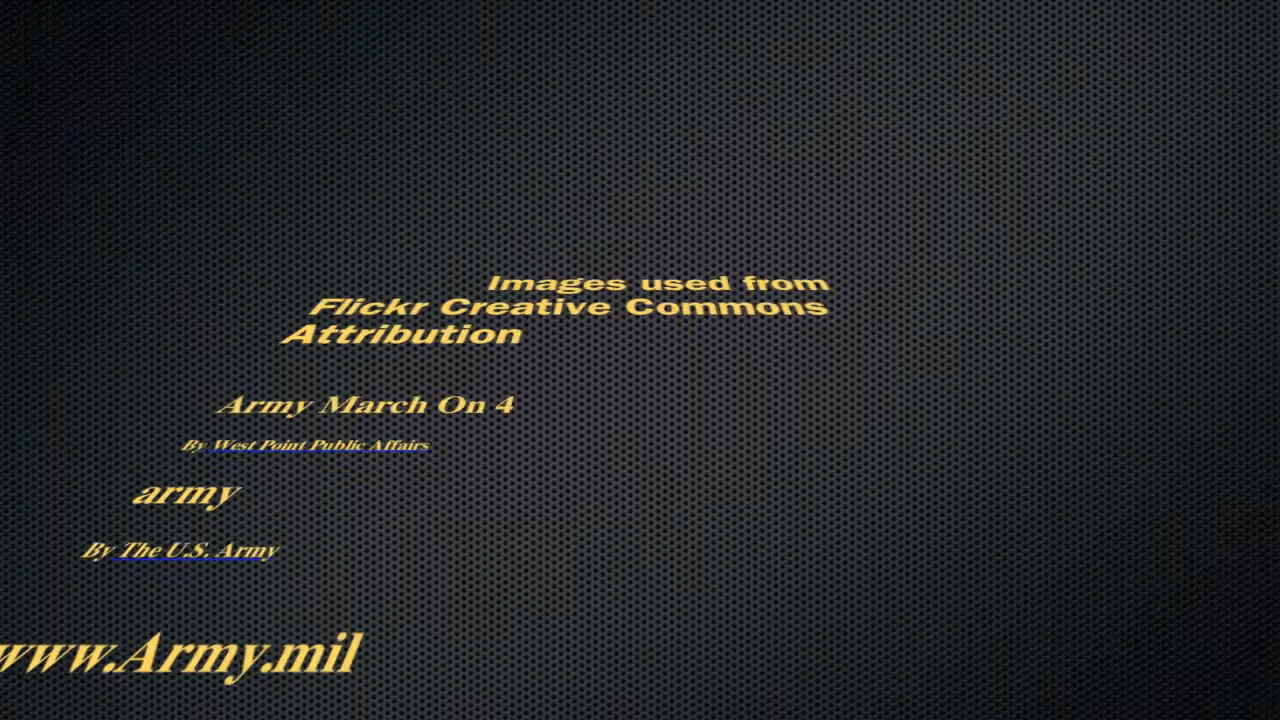 Images used from
Flickr Creative Commons
Attribution
Army March On 4
By West Point Public Affairs
army
By The U.S. Army
www.Army.mil